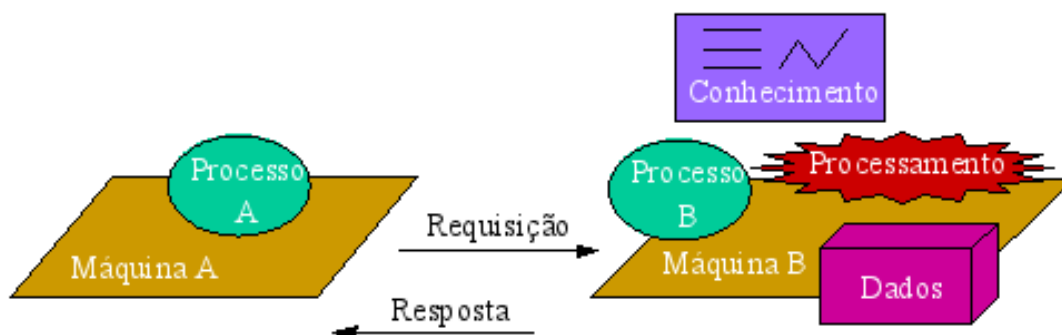 Conhecimento
Processo
A
Processo
B
Processamento
Requisição
Máquina A
Máquina B
Dados
Resposta